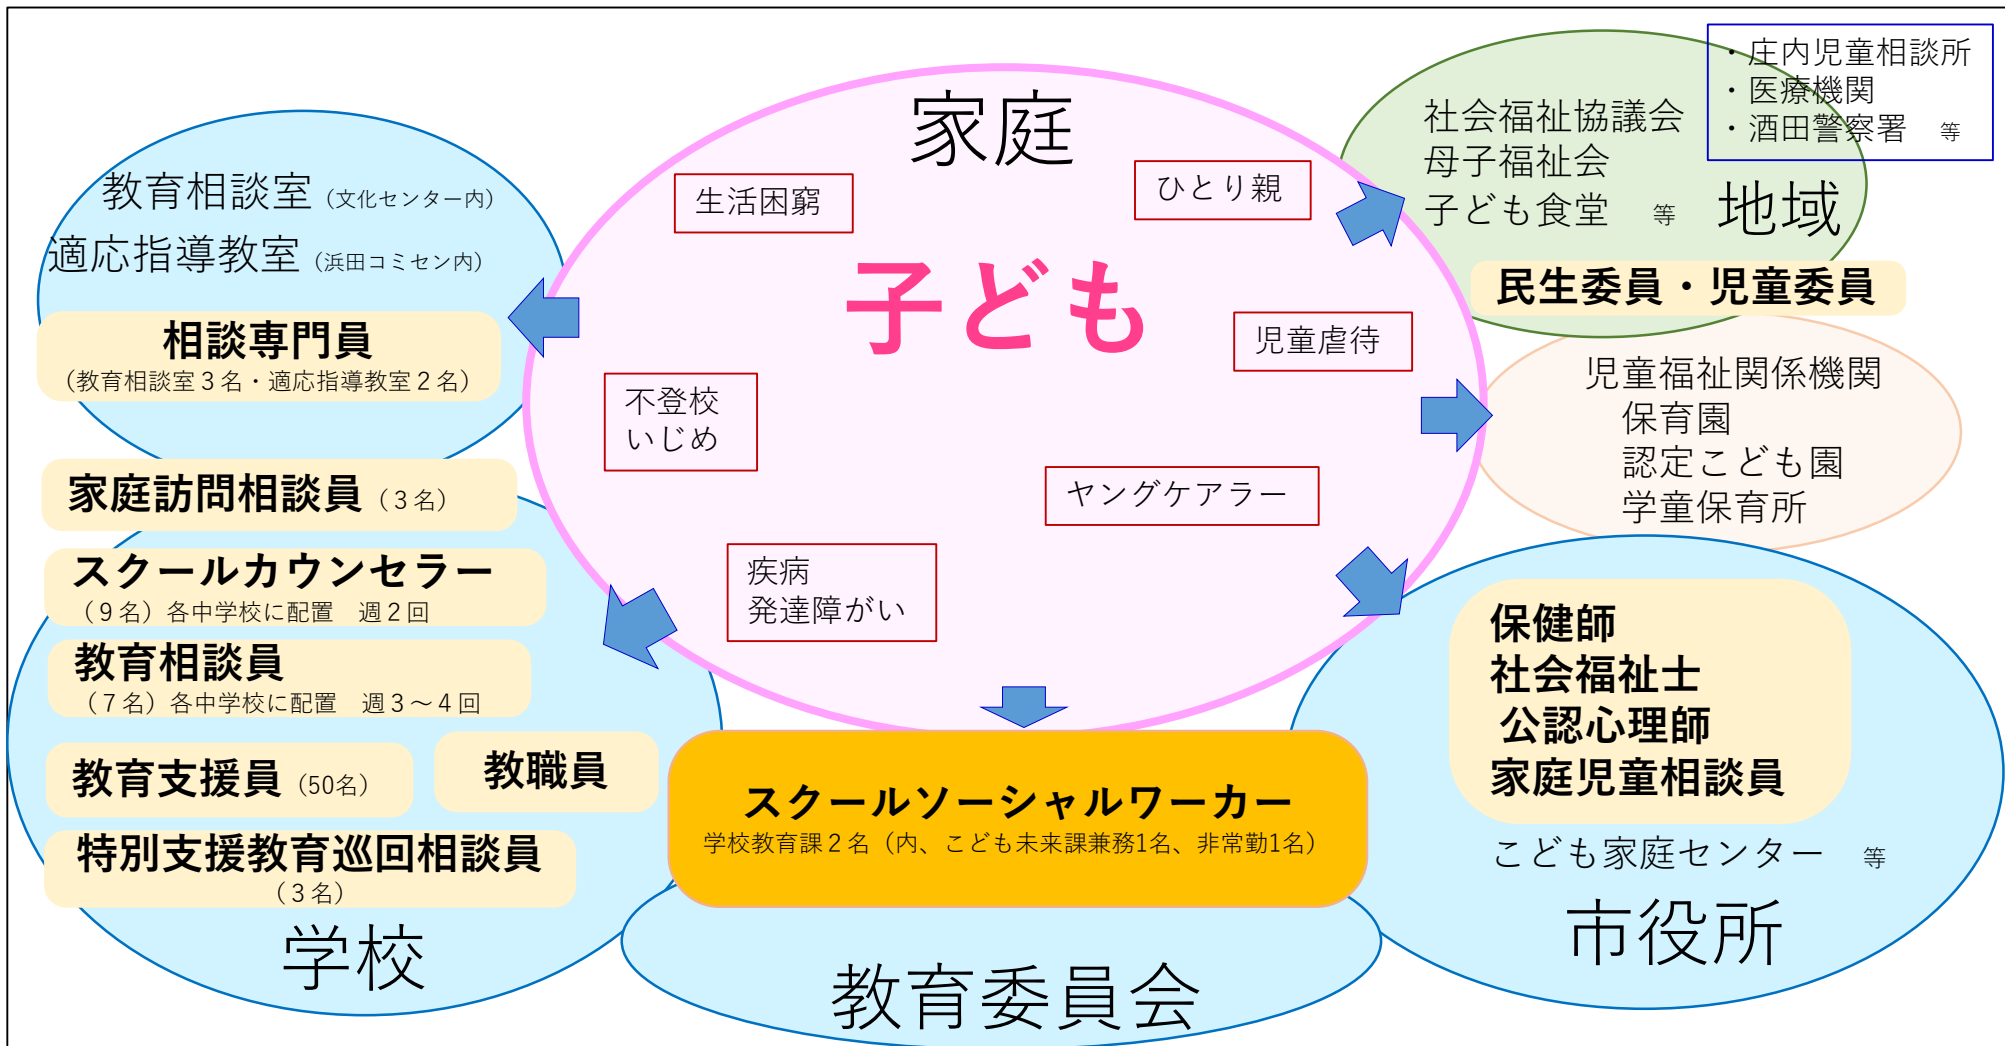 家庭
子ども
生活困窮
ひとり親
児童虐待
不登校
いじめ
ヤングケアラー
疾病
発達障がい
教育相談室（文化センター内）
適応指導教室（浜田コミセン内）
相談専門員
（教育相談室３名・適応指導教室２名）
家庭訪問相談員（３名）
スクールカウンセラー
（９名）各中学校に配置　週２回
教育相談員
（７名）各中学校に配置　週３～４回
教育支援員（50名）
教職員
特別支援教育巡回相談員
（３名）
学校
スクールソーシャルワーカー
学校教育課２名（内、こども未来課兼務1名、非常勤1名）
教育委員会
・庄内児童相談所
・医療機関
・酒田警察署　等
社会福祉協議会
母子福祉会
子ども食堂　等
地域
民生委員・児童委員
児童福祉関係機関
保育園
認定こども園
学童保育所
保健師
社会福祉士
公認心理師
家庭児童相談員
こども家庭センター　等
市役所